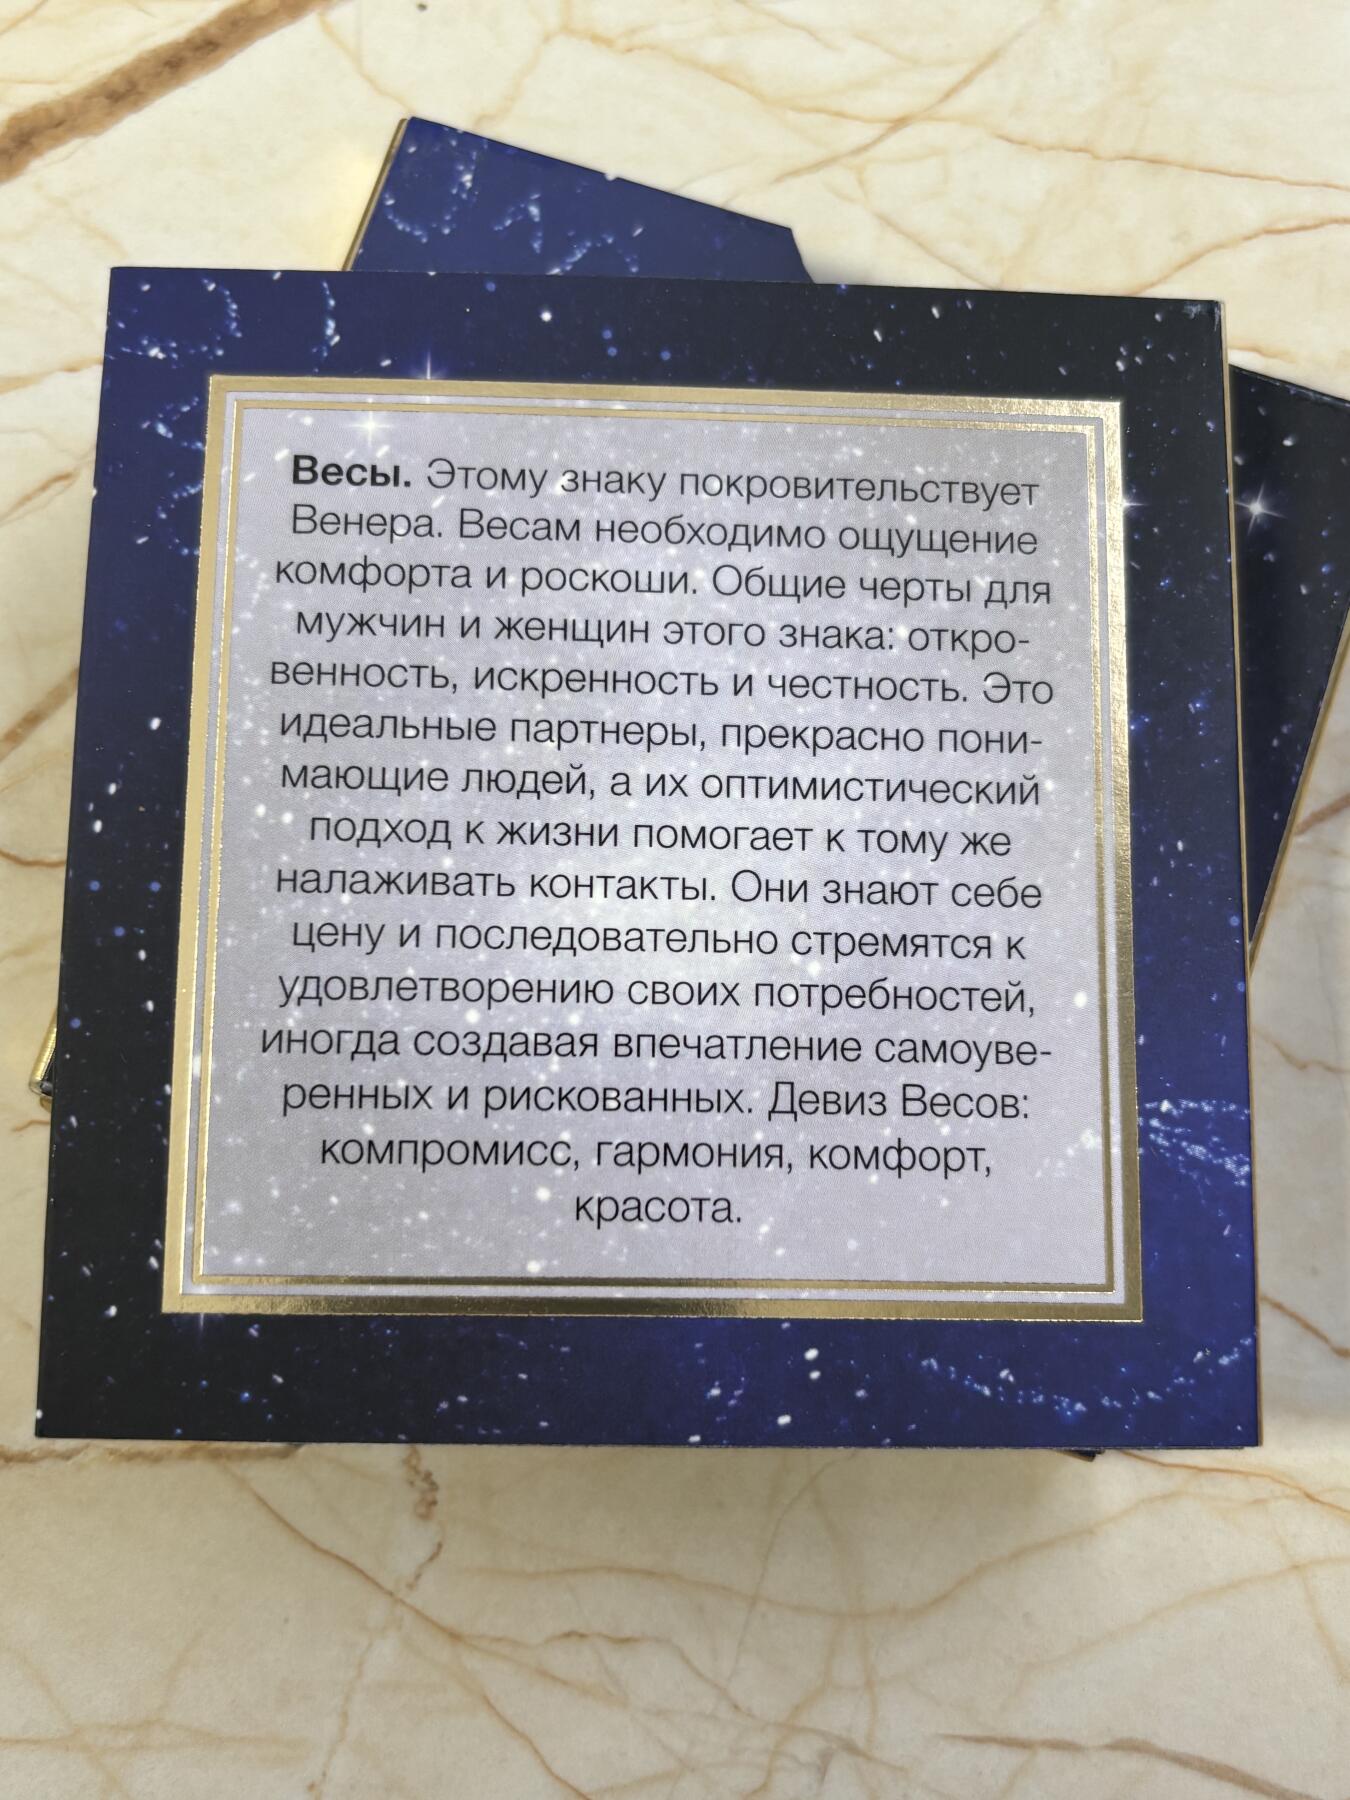 Весы. Этому знаку покровительствует
Венера. Весам необходимо ощущение
комфорта и роскоши. Общие черты для
мужчин и женщин этого знака: откро-
венность, искренность и честность. Это
идеальные партнеры, прекрасно пони-
мающие людей, а их оптимистический
подход к жизни помогает к тому же
налаживать контакты. Они знают себе
цену и последовательно стремятся к
удовлетворению своих потребностей,
иногда создавая впечатление самоуве-
ренных и рискованных. Девиз Весов:
компромисс, гармония, комфорт,
красота.